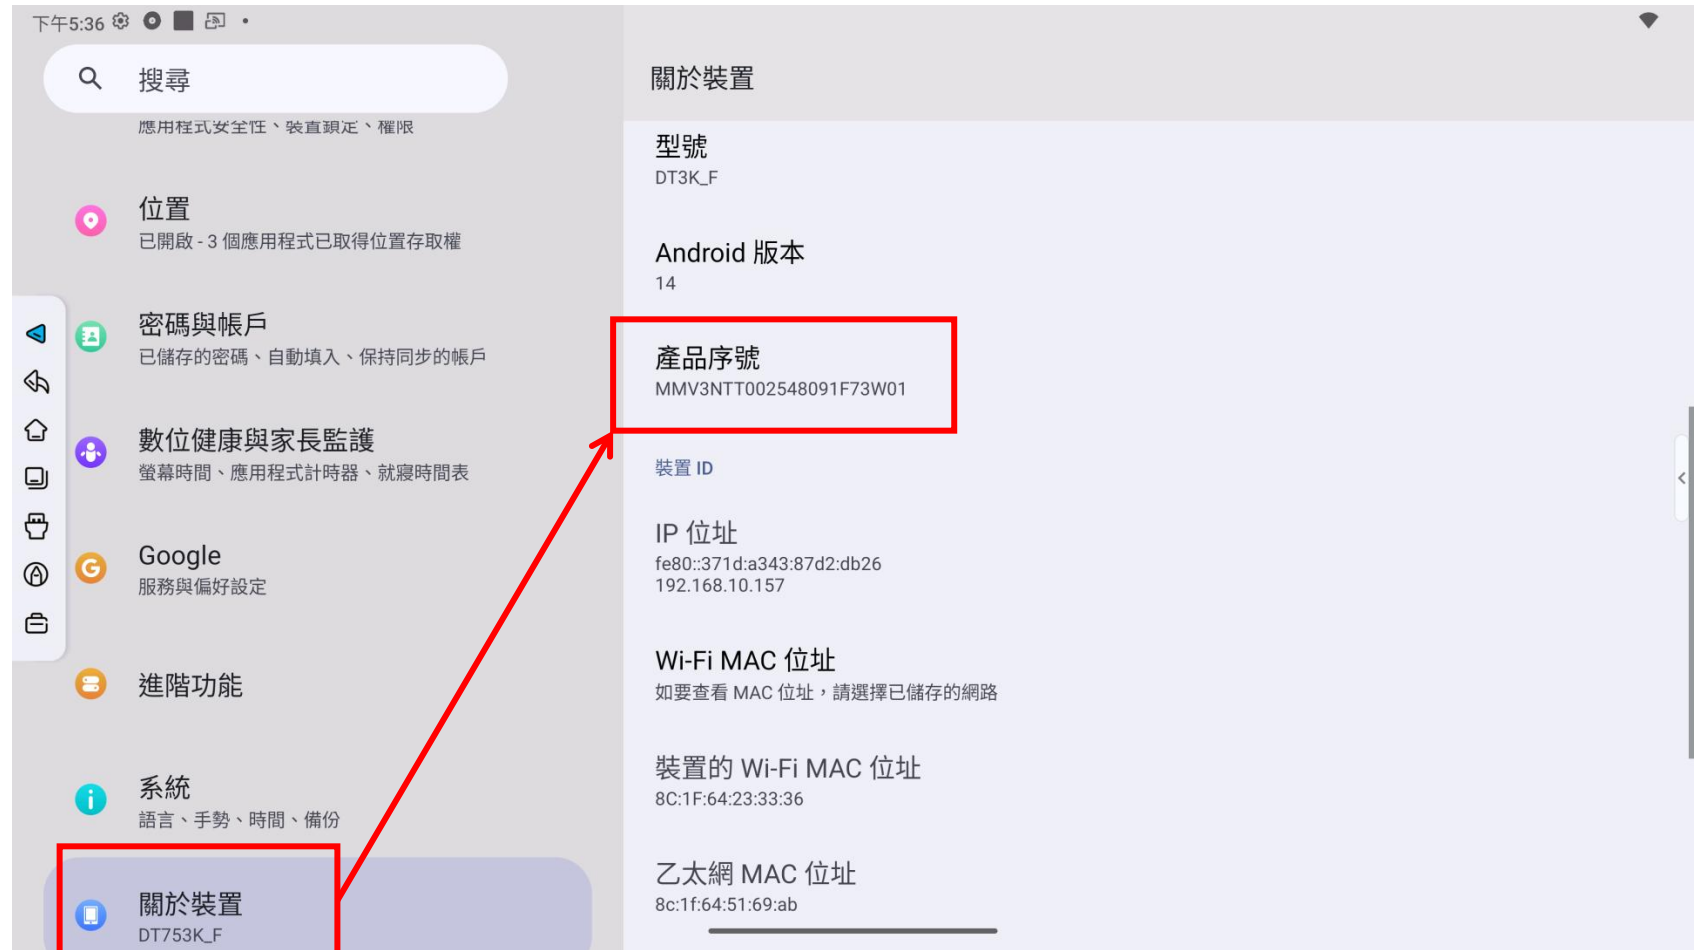 下午5:36
搜尋
應用程式安全性、裝置鎖定、權限
位置
已開啟 - 3 個應用程式已取得位置存取權
密碼與帳戶
已儲存的密碼、自動填入、保持同步的帳戶
數位健康與家長監護
螢幕時間、應用程式計時器、就寢時間表
Google
服務與偏好設定
進階功能
系統
語言、手勢、時間、備份
關於裝置
DT753K_F
關於裝置
型號
DT3K_F
Android 版本
14
產品序號
MMV3NTT002548091F73W01
裝置 ID
IP 位址
fe80::371d:a343:87d2:db26
192.168.10.157
Wi-Fi MAC 位址
如要查看 MAC 位址，請選擇已儲存的網路
裝置的 Wi-Fi MAC 位址
8C:1F:64:23:33:36
乙太網 MAC 位址
8c:1f:64:51:69:ab